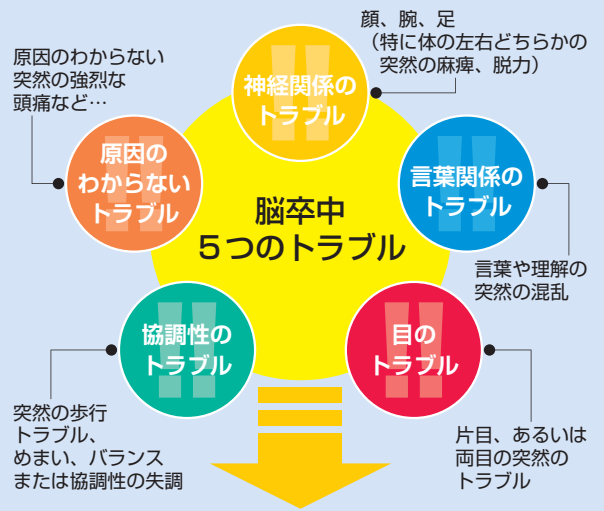 顔、腕、足
（特に体の左右どちらかの
突然の麻痺、脱力）
原因のわからない
突然の強烈な
頭痛など…
神経関係の
トラブル
原因の
わからない
トラブル
言葉関係の
トラブル
脳卒中
５つのトラブル
言葉や理解の
突然の混乱
協調性の
トラブル
目の
トラブル
突然の歩行
トラブル、
めまい、バランス
または協調性の失調
片目、あるいは
両目の突然の
トラブル